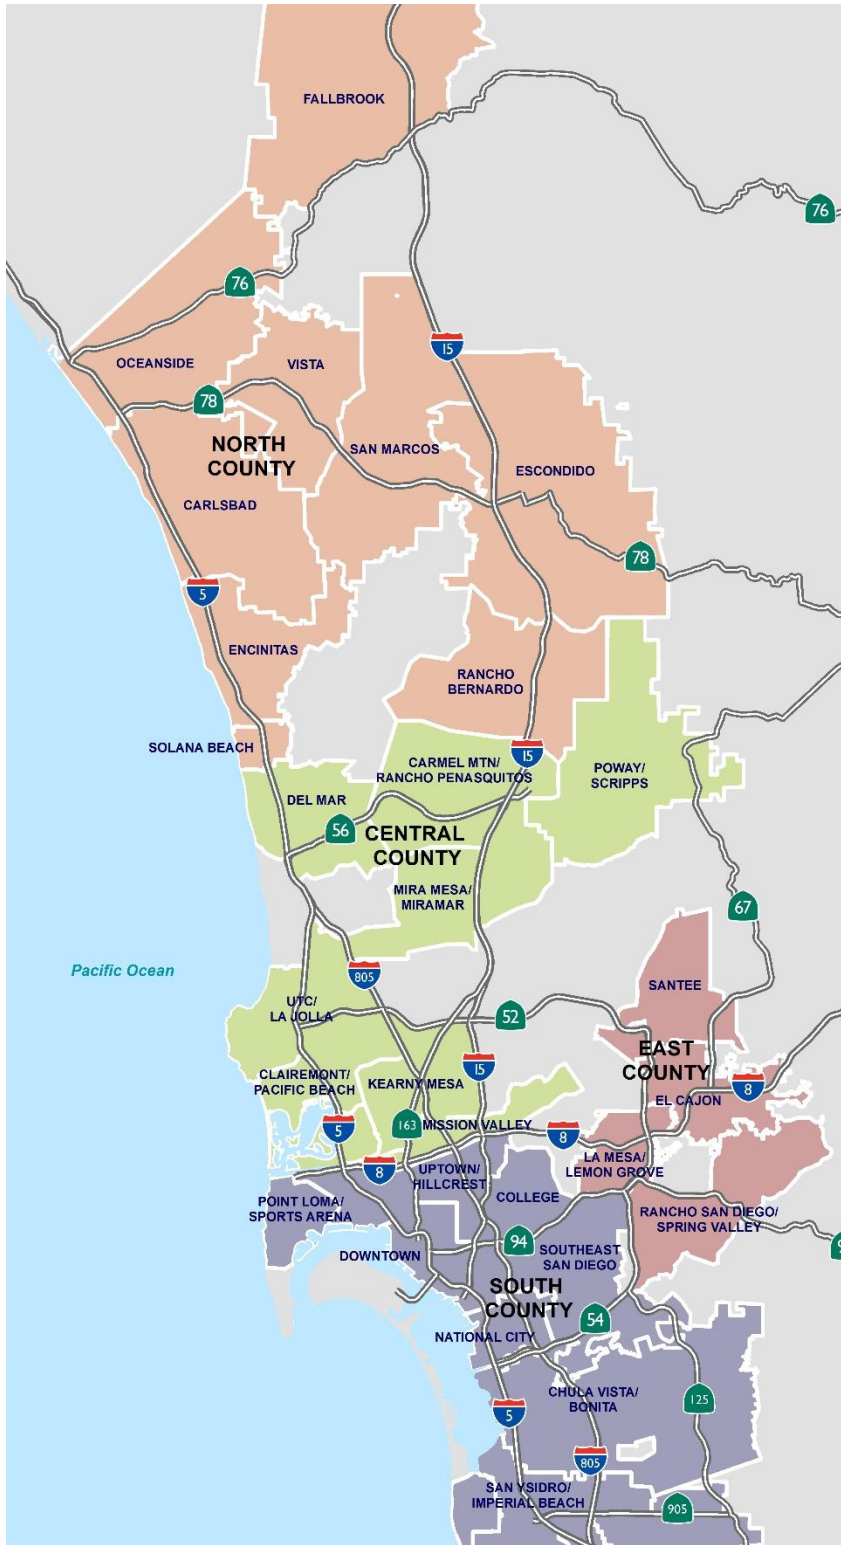 FALLBROOK
76
76
15
OCEANSIDE
VISTA
78
NORTH
COUNTY
SAN MARCOS
ESCONDIDO
CARLSBAD
78
5
ENCINITAS
RANCHO
BERNARDO
SOLANA BEACH
15
CARMEL MTN/
RANCHO PENASQUITOS
POWAY/
SCRIPPS
DEL MAR
56
CENTRAL
COUNTY
MIRA MESA/
MIRAMAR
67
Pacific Ocean
805
SANTEE
UTC/
LA JOLLA
52
EAST
COUNTY
15
CLAIREMONT/
PACIFIC BEACH
KEARNY MESA
8
EL CAJON
5
163
MISSION VALLEY
8
8
UPTOWN/
HILLCREST
LA MESA/
LEMON GROVE
COLLEGE
POINT LOMA/
SPORTS ARENA
RANCHO SAN DIEGO/
SPRING VALLEY
94
DOWNTOWN
SOUTHEAST
SAN DIEGO
SOUTH
COUNTY
54
NATIONAL CITY
CHULA VISTA/
BONITA
125
5
805
SAN YSIDRO/
IMPERIAL BEACH
905